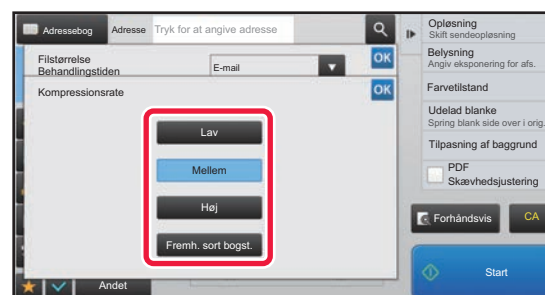 Adressebog
Adresse
Tryk for at angive adresse
Filstørrelse
Behandlingstiden
E-mail
OK
Kompressionsrate
OK
Lav
Mellem
Høj
Fremh. sort bogst.
Andet
Opløsning
Skift sendeopløsning
Belysning
Angiv eksponering for afs.
Farvetilstand
Udelad blanke
Spring blank side over i orig.
Tilpasning af baggrund
PDF
Skævhedsjustering
Forhåndsvis
CA
Start